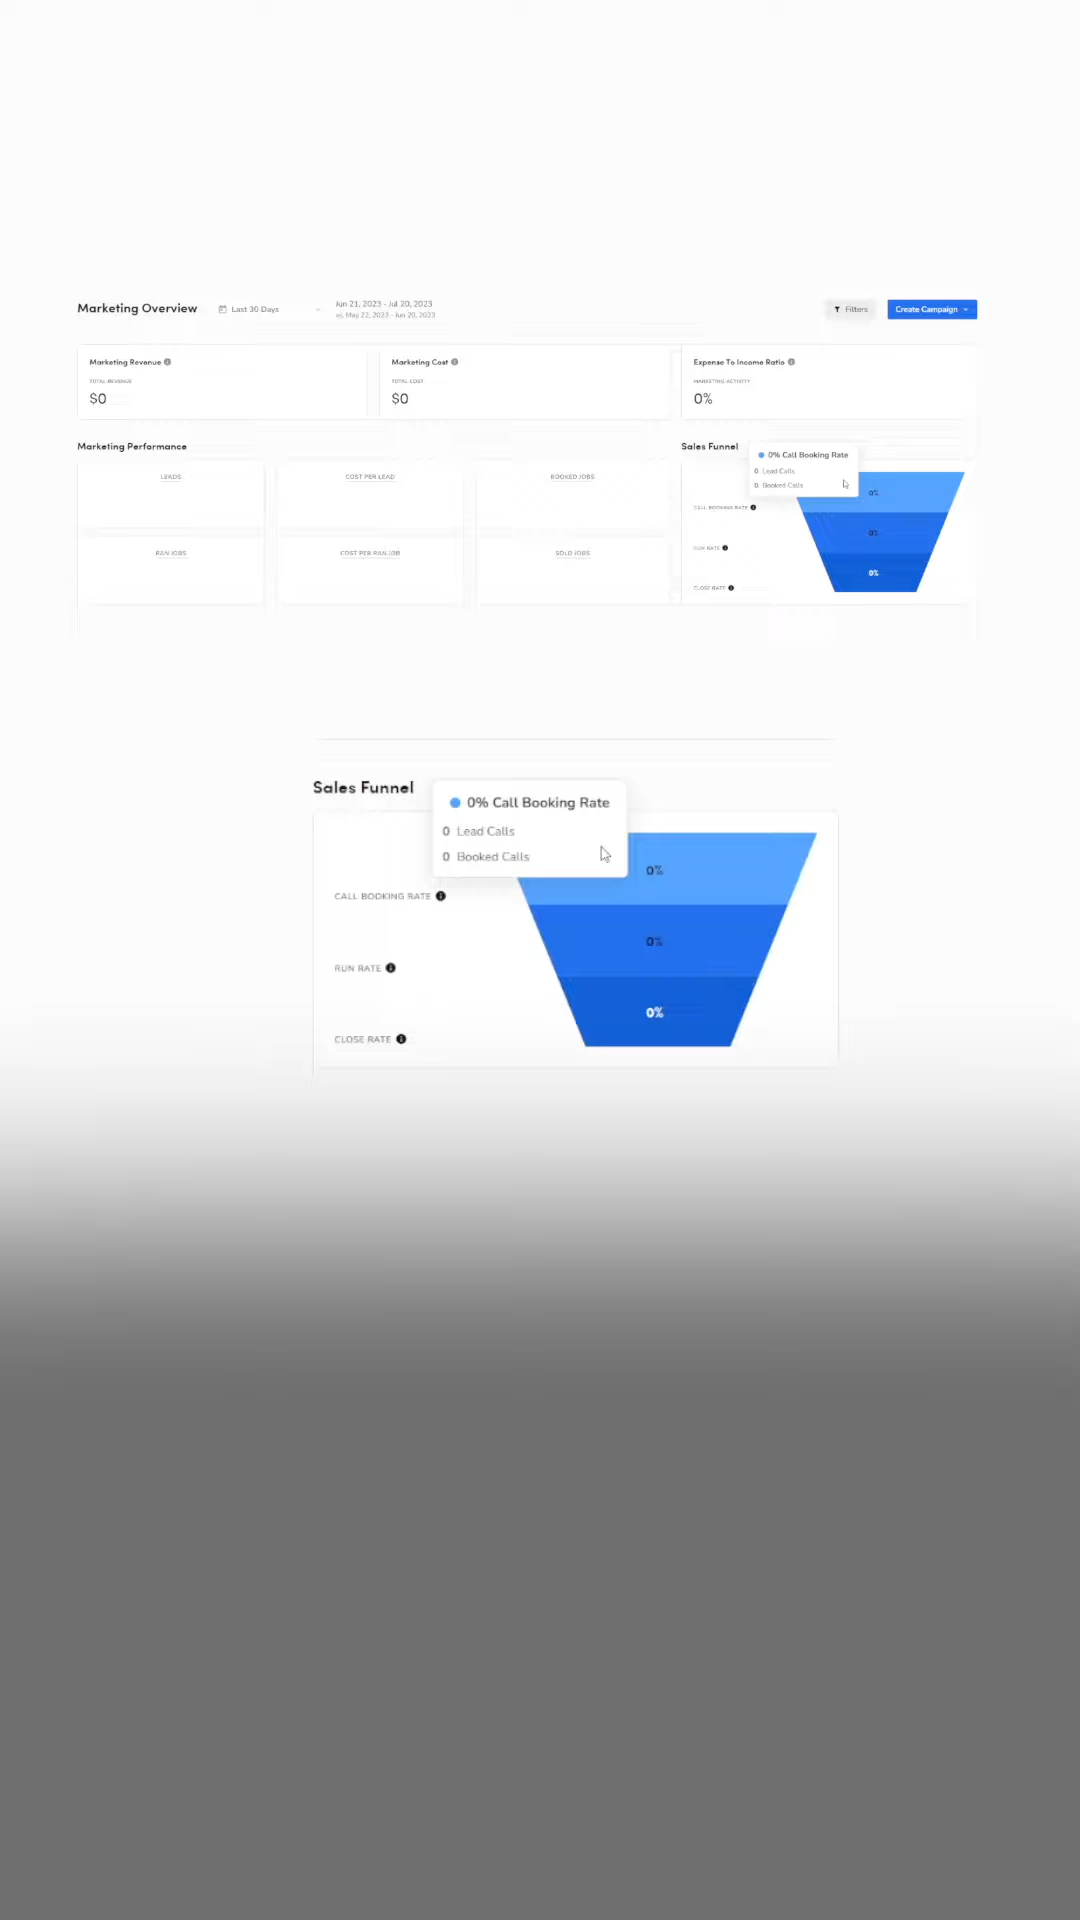 Marketing Overview
Last 30 Days
Jun 21, 2023 - Jul 20, 2023
vs. May 22, 2023 - Jun 20, 2023
Filters
Create Campaign
Marketing Revenue
TOTAL REVENUE
$0
Marketing Cost
TOTAL COST
$0
Expense To Income Ratio
MARKETING ACTIVITY
0%
Marketing Performance
LEADS
COST PER LEAD
BOOKED JOBS
RAN JOBS
COST PER RAN JOB
SOLD JOBS
Sales Funnel
0% Call Booking Rate
0 Lead Calls
0 Booked Calls
0%
CALL BOOKING RATE
0%
RUN RATE
0%
CLOSE RATE
Sales Funnel
0% Call Booking Rate
0 Lead Calls
0 Booked Calls
0%
CALL BOOKING RATE
0%
RUN RATE
0%
CLOSE RATE